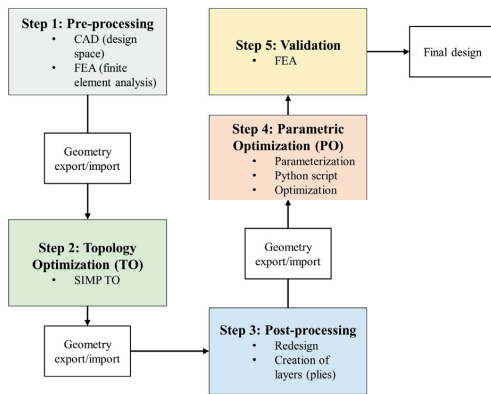 Step 1: Pre-processing
• CAD (design
space)
• FEA (finite
element analysis)
Geometry
export/import
Step 2: Topology
Optimization (TO)
• SIMP TO
Geometry
export/import
Step 3: Post-processing
• Redesign
• Creation of
layers (plies)
Geometry
export/import
Step 4: Parametric
Optimization (PO)
• Parameterization
• Python script
• Optimization
Step 5: Validation
• FEA
Final design